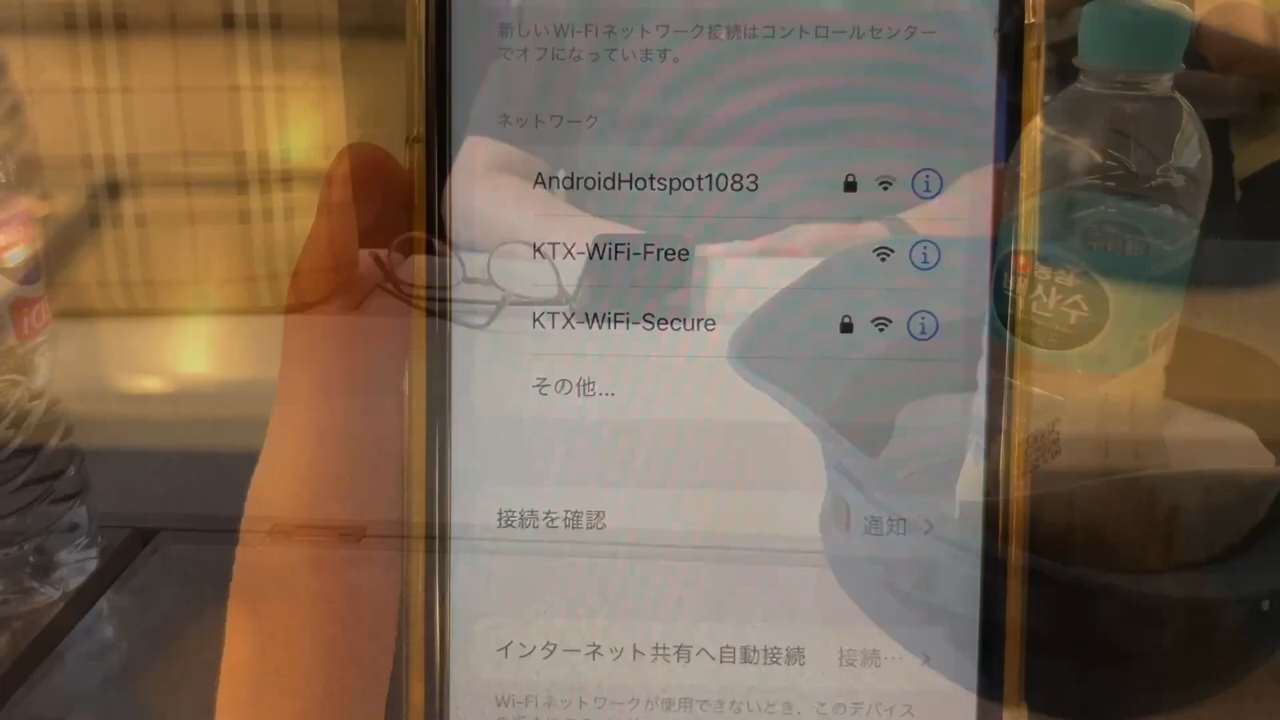 新しいWi-Fiネットワーク接続はコントロールセンター
でオフになっています。
ネットワーク
AndroidHotspot1083
KTX-WiFi-Free
KTX-WiFi-Secure
その他...
接続を確認
通知
インターネット共有へ自動接続
接続…
Wi-Fiネットワークが使用できないとき、このデバイス
백산수